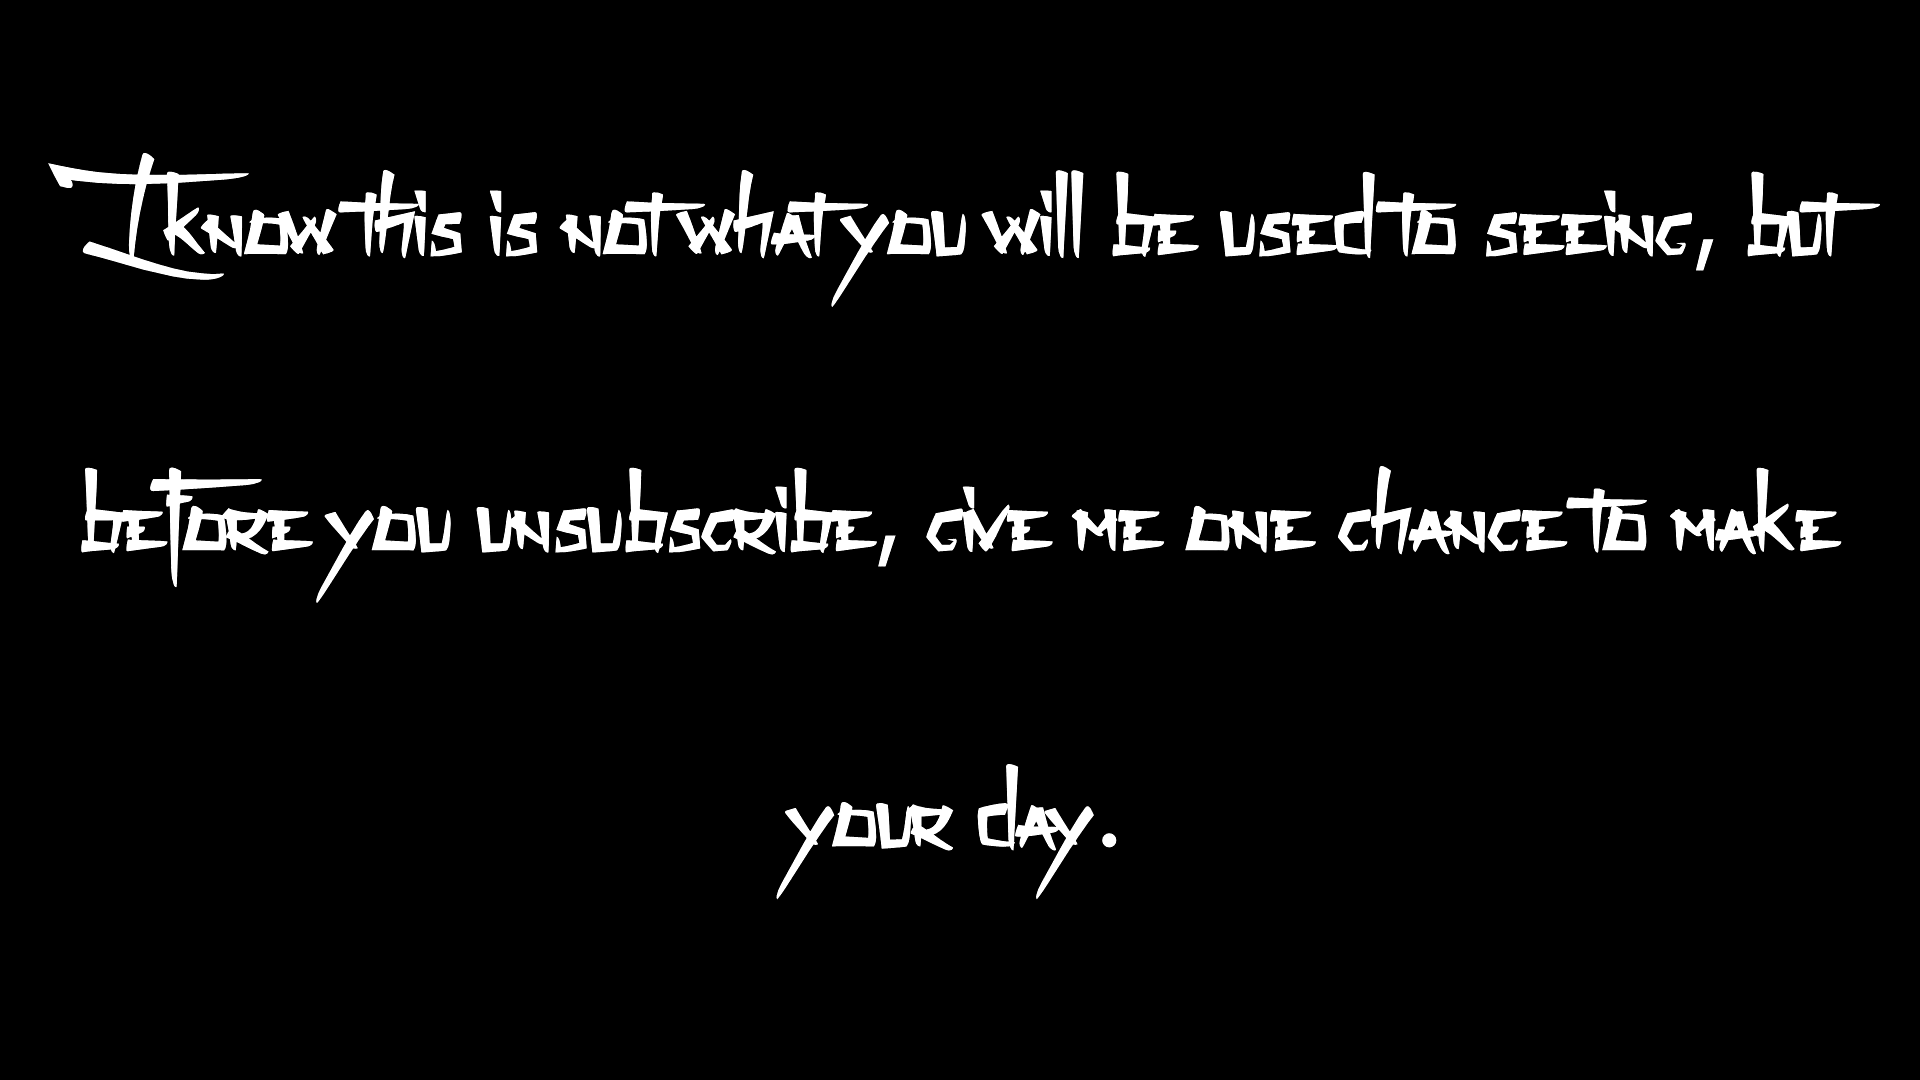 I know this is not what you will be used to seeing, but
before you unsubscribe, give me one chance to make
your day.